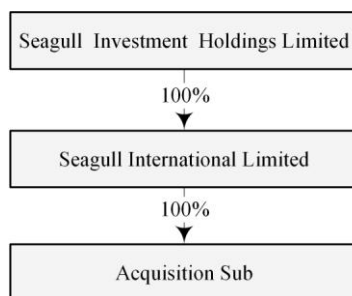 Seagull Investment Holdings Limited
100%
Seagull International Limited
100%
Acquisition Sub